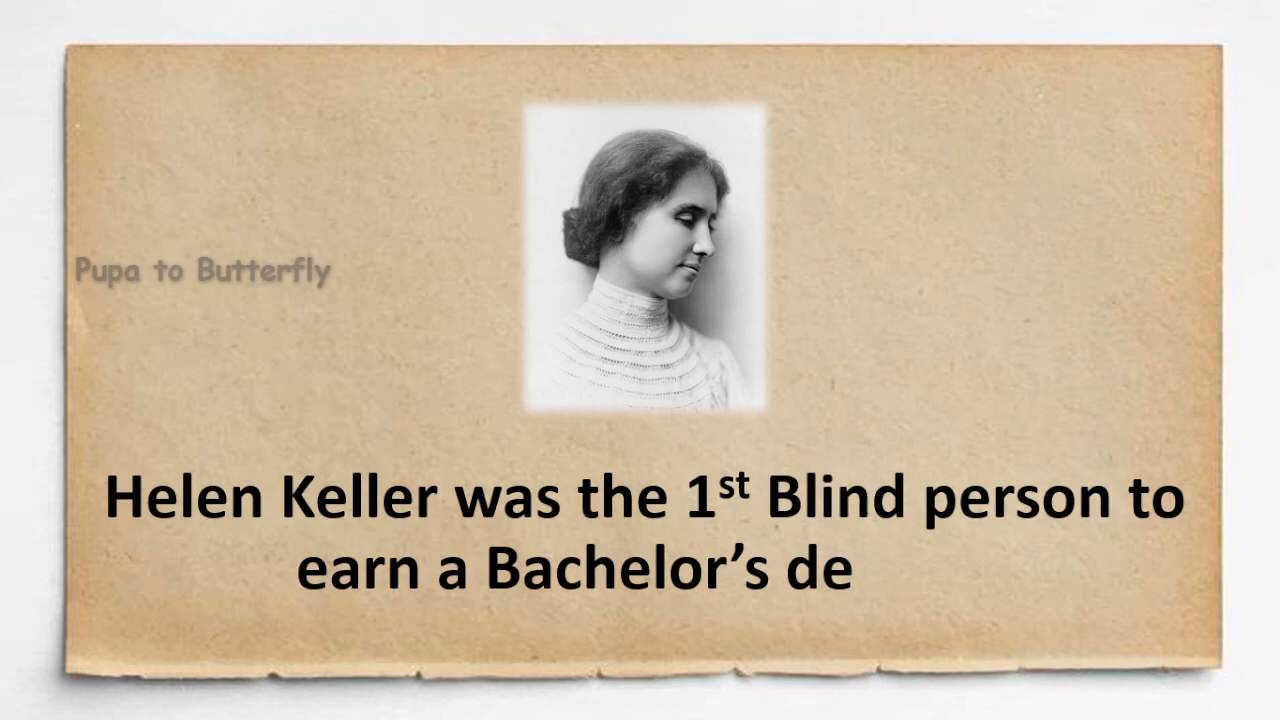 Pupa to Butterfly
Helen Keller was the 1st Blind person to
earn a Bachelor’s de